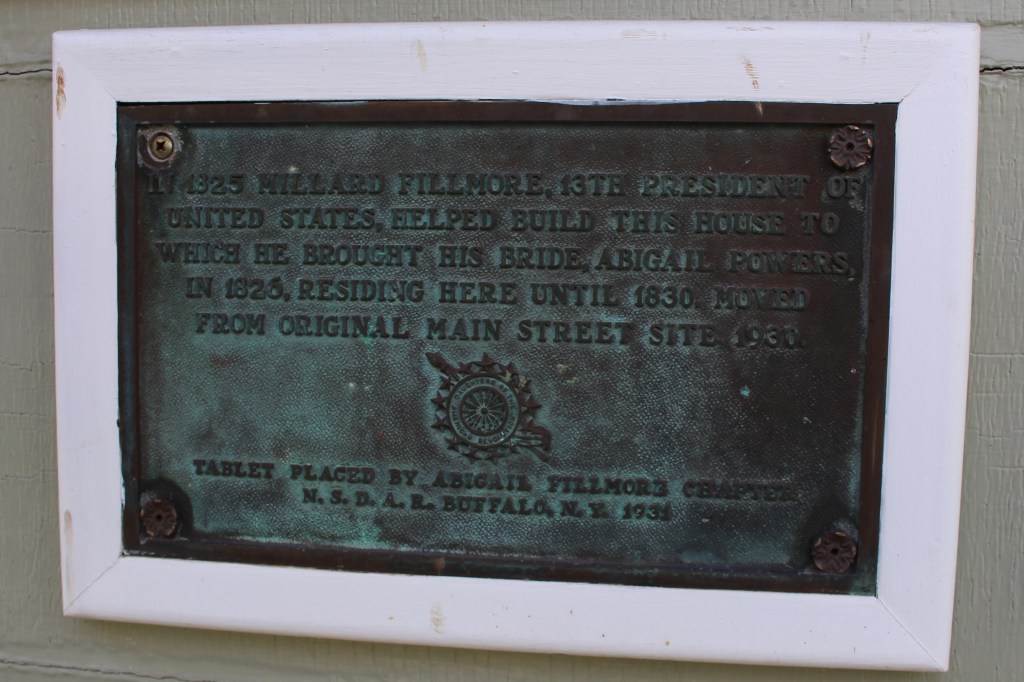 IN 1825 MILLARD FILLMORE, 13TH PRESIDENT OF
UNITED STATES, HELPED BUILD THIS HOUSE TO
WHICH HE BROUGHT HIS BRIDE, ABIGAIL POWERS,
IN 1826, RESIDING HERE UNTIL 1830. MOVED
FROM ORIGINAL MAIN STREET SITE 1930.
TABLET PLACED BY ABIGAIL FILLMORE CHAPTER
N. S. D. A. R. BUFFALO, N. Y. 1931